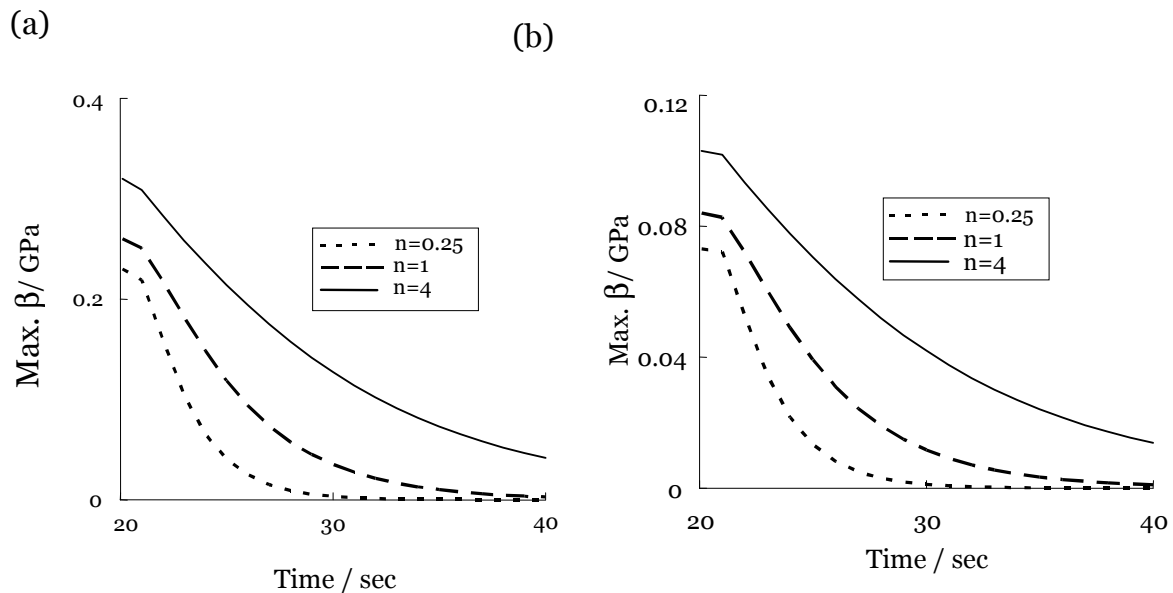 (a)
Max. β/ GPa
0.4
0.2
0
20
30
40
Time / sec
n=0.25
n=1
n=4
(b)
Max. β/ GPa
0.12
0.08
0.04
0
20
30
40
Time / sec
n=0.25
n=1
n=4